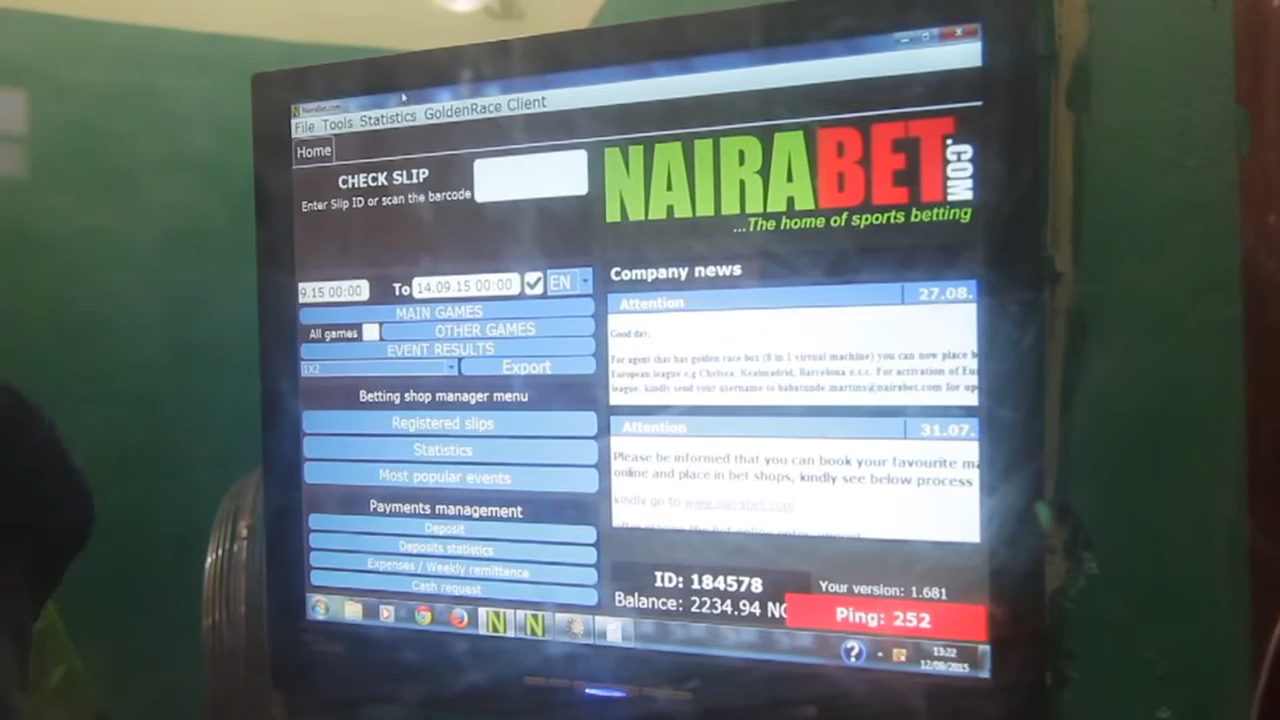 NairaBet.com
File Tools Statistics GoldenRace Client
Home
CHECK SLIP
Enter Slip ID or scan the barcode
NAIRABET.COM
...The home of sports betting
9.15 00:00 To 14.09.15 00:00 EN
MAIN GAMES
All games OTHER GAMES
EVENT RESULTS
1X2 Export
Betting shop manager menu
Registered slips
Statistics
Most popular events
Payments management
Deposit
Deposits statistics
Expenses / Weekly remittance
Cash request
Company news
Attention 27.08.
Good day,
For agent that has golden race box (8 in 1 virtual machine) you can now place b
European league e.g Chelsea, Realmadrid, Barcelona e.t.c. For activation of Eu
league, kindly send your username to babatunde.martins@nairabet.com for up
Attention 31.07.
Please be informed that you can book your favourite ma
online and place in bet shops, kindly see below process
kindly go to www.nairabet.com
ID: 184578
Your version: 1.681
Balance: 2234.94 NG
Ping: 252
N N
13:22
12/09/2015